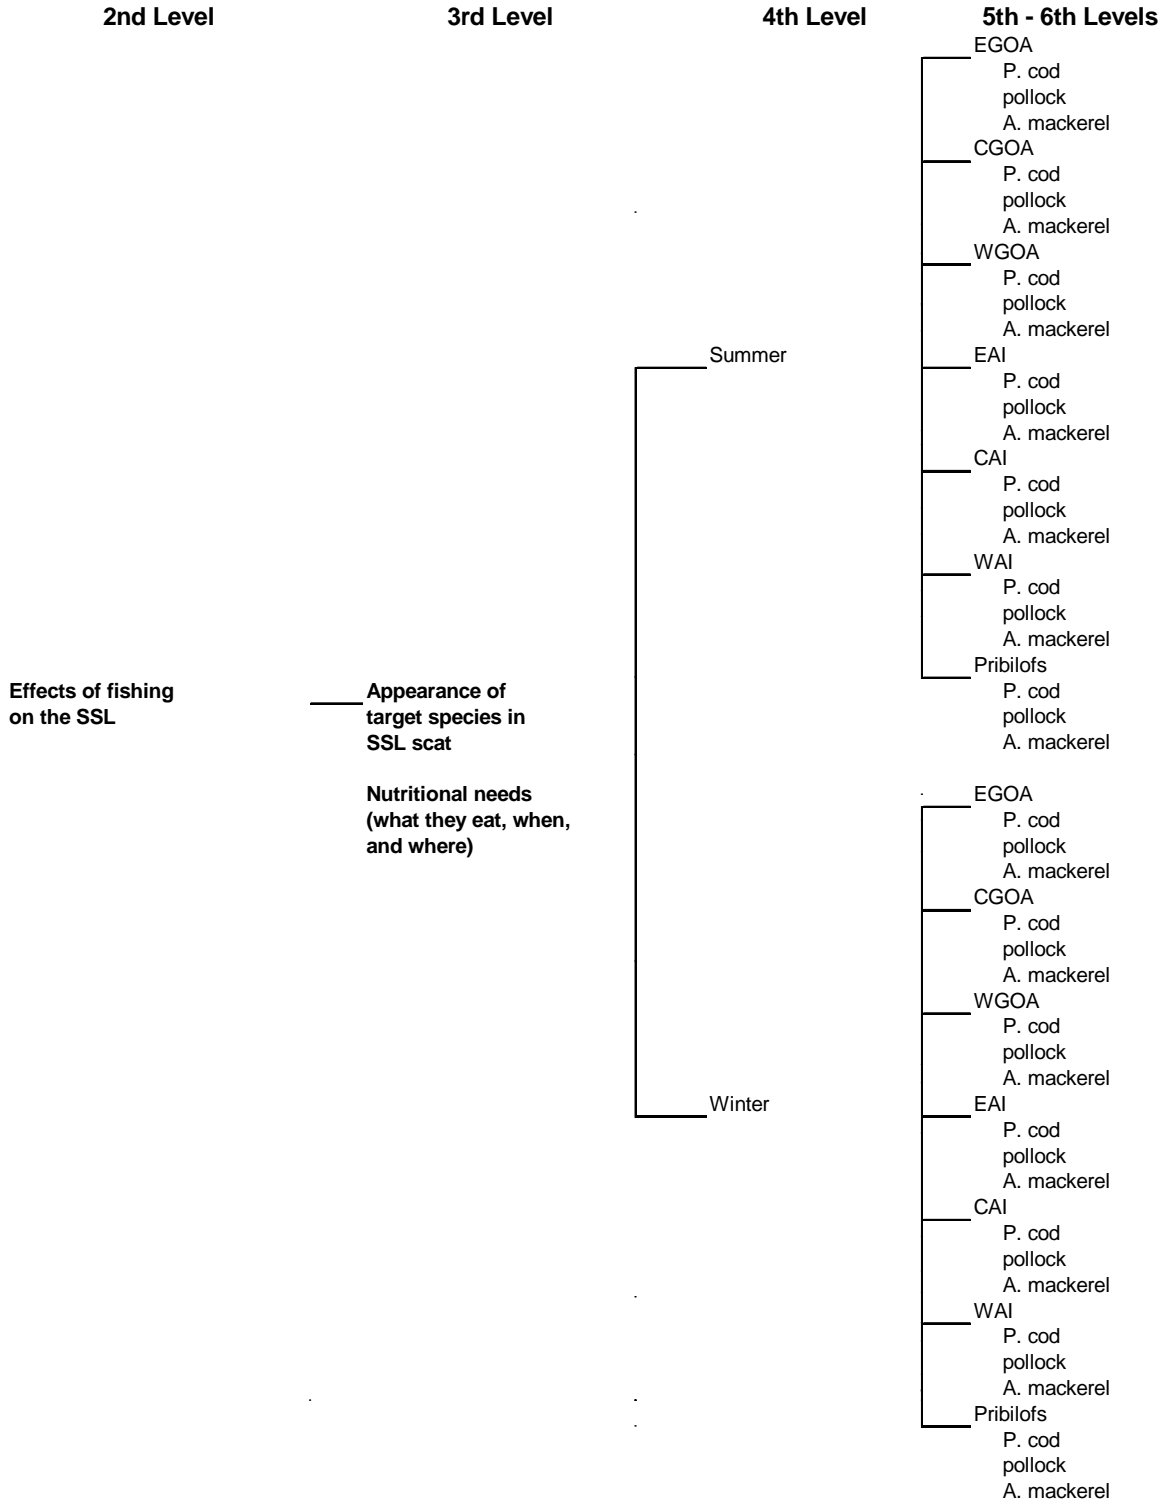 2nd Level 3rd Level 4th Level 5th - 6th Levels
EGOA
P. cod
pollock
A. mackerel
CGOA
P. cod
pollock
A. mackerel
WGOA
P. cod
pollock
A. mackerel
Summer EAI
P. cod
pollock
A. mackerel
CAI
P. cod
pollock
A. mackerel
WAI
P. cod
pollock
A. mackerel
Pribilofs
Effects of fishing Appearance of P. cod
on the SSL target species in pollock
SSL scat A. mackerel
Nutritional needs EGOA
(what they eat, when, P. cod
and where) pollock
A. mackerel
CGOA
P. cod
pollock
A. mackerel
WGOA
P. cod
pollock
A. mackerel
Winter EAI
P. cod
pollock
A. mackerel
CAI
P. cod
pollock
A. mackerel
WAI
P. cod
pollock
A. mackerel
Pribilofs
P. cod
pollock
A. mackerel